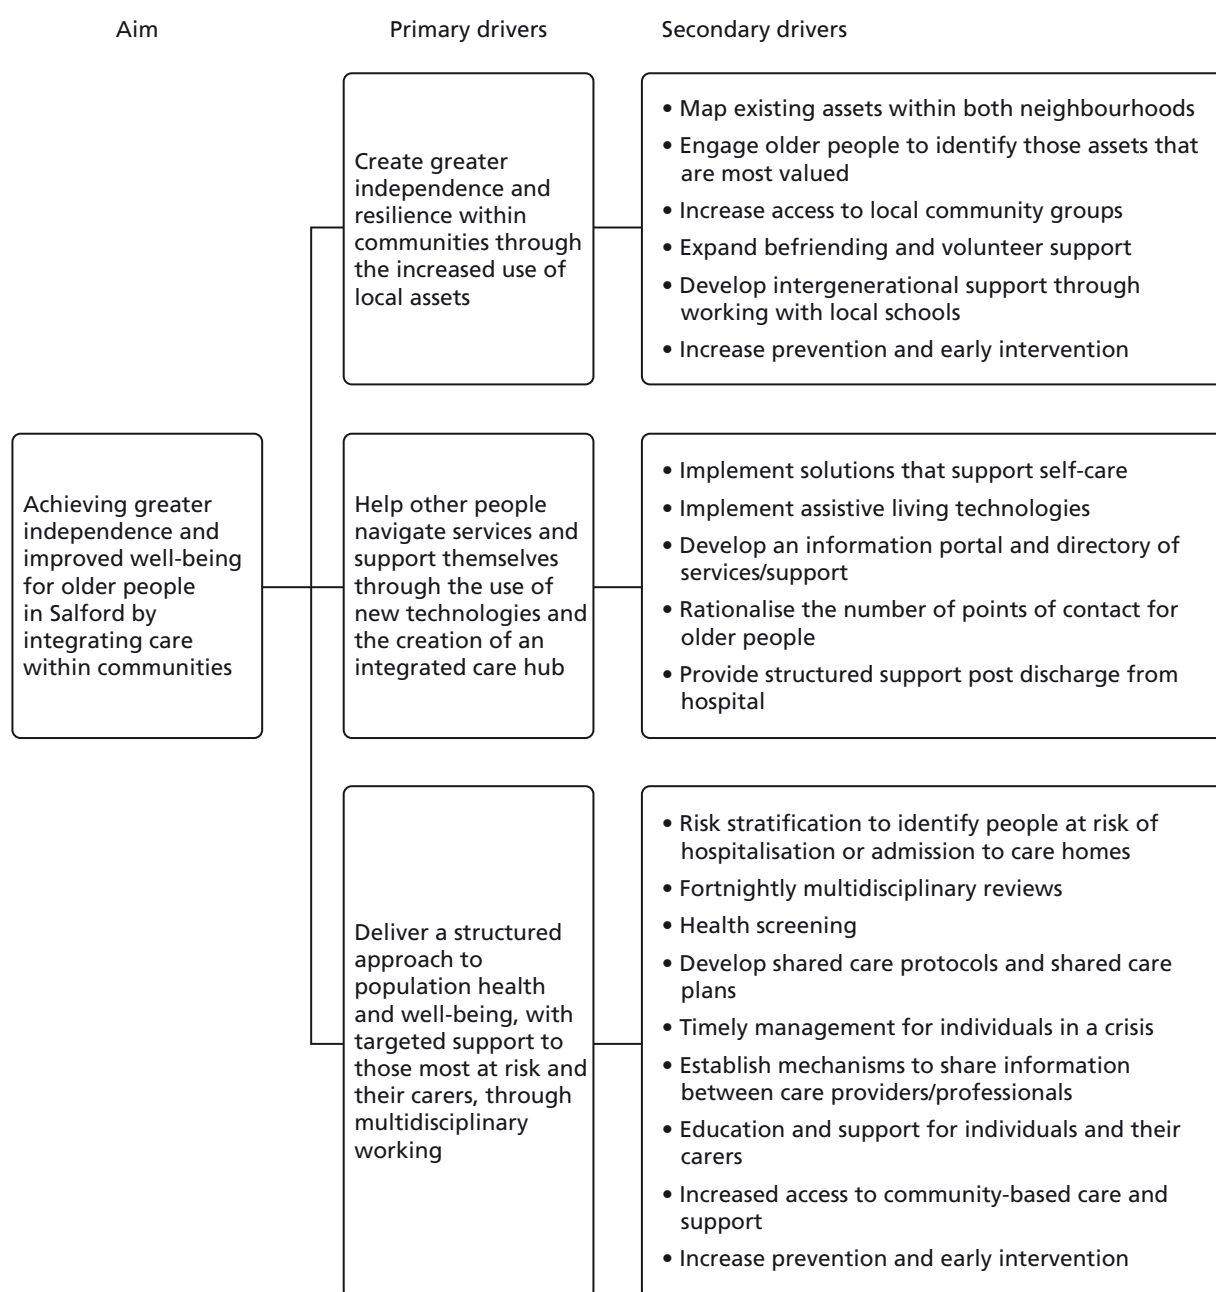 Aim
Primary drivers
Secondary drivers
Achieving greater
independence and
improved well-being
for older people
in Salford by
integrating care
within communities
Create greater
independence and
resilience within
communities through
the increased use of
local assets
• Map existing assets within both neighbourhoods
• Engage older people to identify those assets that
are most valued
• Increase access to local community groups
• Expand befriending and volunteer support
• Develop intergenerational support through
working with local schools
• Increase prevention and early intervention
Help other people
navigate services and
support themselves
through the use of
new technologies and
the creation of an
integrated care hub
• Implement solutions that support self-care
• Implement assistive living technologies
• Develop an information portal and directory of
services/support
• Rationalise the number of points of contact for
older people
• Provide structured support post discharge from
hospital
Deliver a structured
approach to
population health
and well-being, with
targeted support to
those most at risk and
their carers, through
multidisciplinary
working
• Risk stratification to identify people at risk of
hospitalisation or admission to care homes
• Fortnightly multidisciplinary reviews
• Health screening
• Develop shared care protocols and shared care
plans
• Timely management for individuals in a crisis
• Establish mechanisms to share information
between care providers/professionals
• Education and support for individuals and their
carers
• Increased access to community-based care and
support
• Increase prevention and early intervention